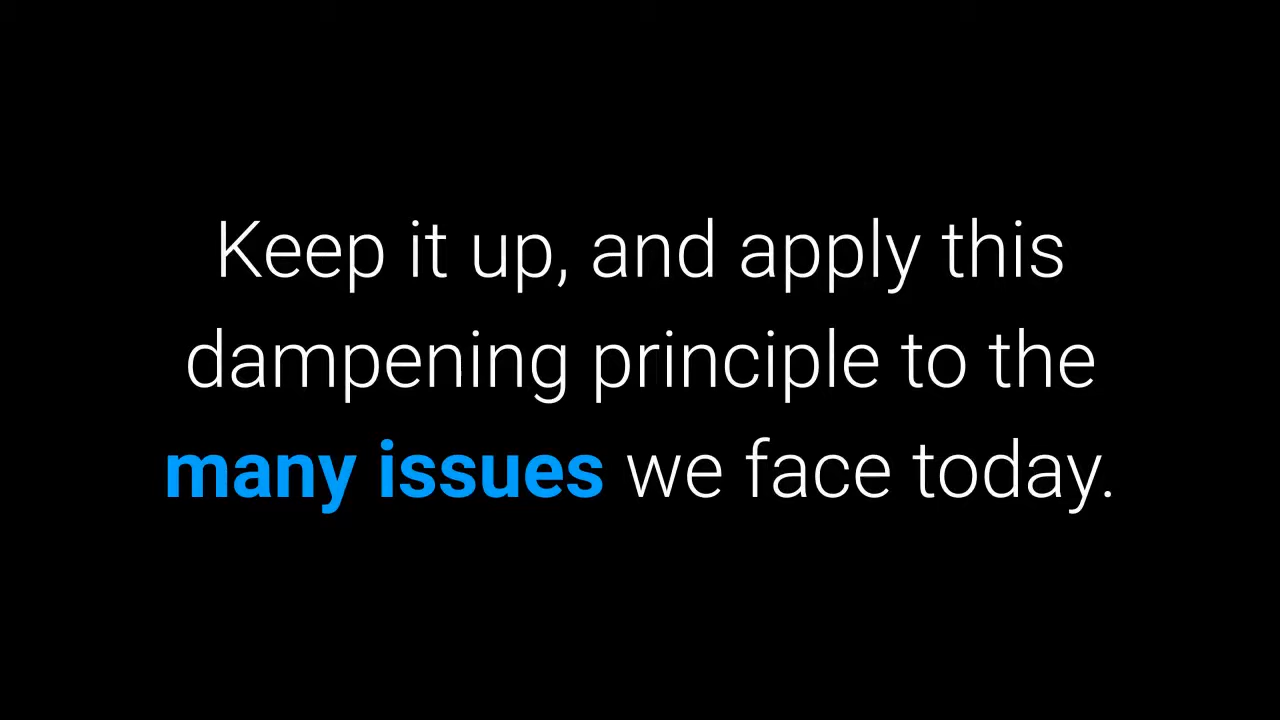 Keep it up, and apply this
dampening principle to the
many issues we face today.